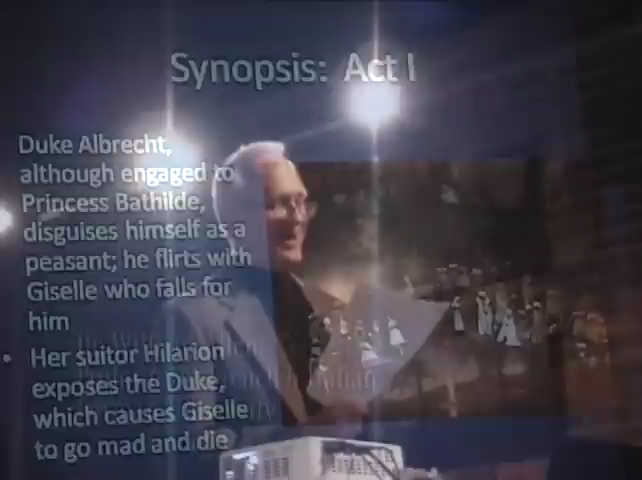 Synopsis: Act I
Duke Albrecht,
although engaged to
Princess Bathilde,
disguises himself as a
peasant; he flirts with
Giselle who falls for
him
• Her suitor Hilarion
exposes the Duke,
which causes Giselle
to go mad and die